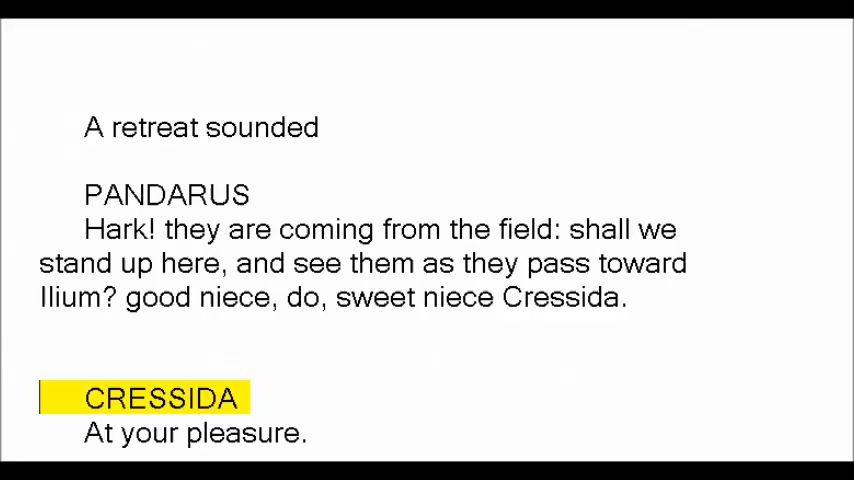 A retreat sounded
PANDARUS
Hark! they are coming from the field: shall we
stand up here, and see them as they pass toward
Ilium? good niece, do, sweet niece Cressida.
CRESSIDA
At your pleasure.